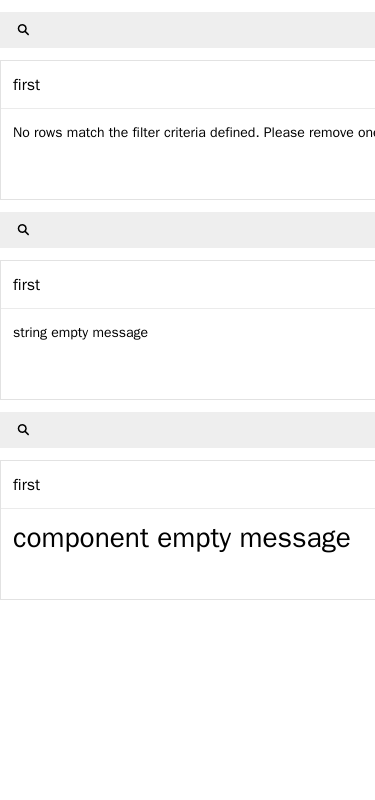 first
No rows match the filter criteria defined. Please remove one
first
string empty message
first
component empty message